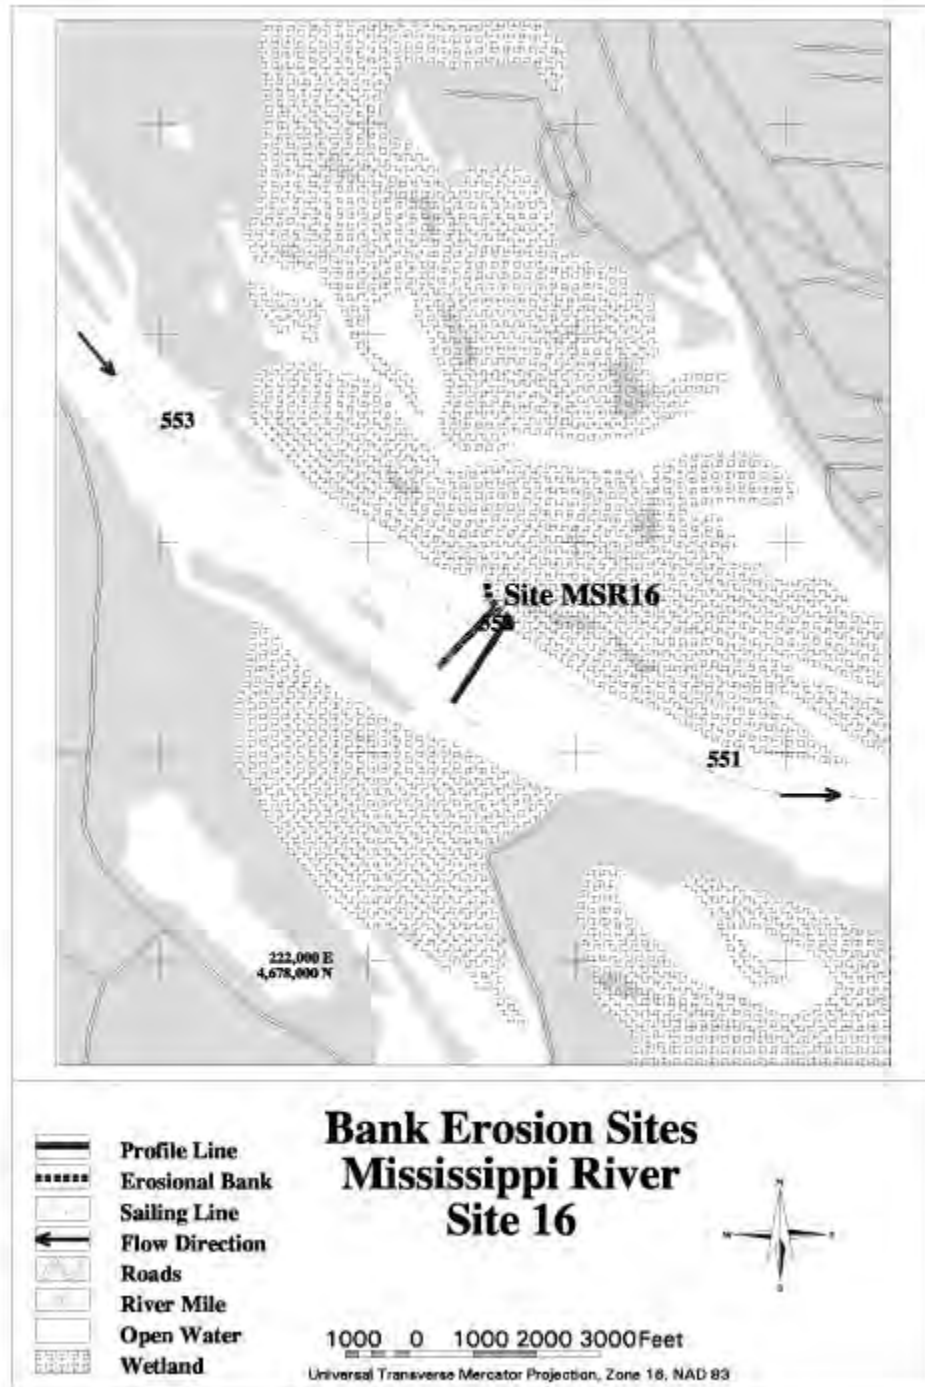 553
Site MSR16
551
222,000 E
4,678,000 N
Bank Erosion Sites
Mississippi River
Site 16
Profile Line
Erosional Bank
Sailing Line
Flow Direction
Roads
River Mile
Open Water
Wetland
N
W E
S
1000 0 1000 2000 3000 Feet
Universal Transverse Mercator Projection, Zone 16, NAD 83